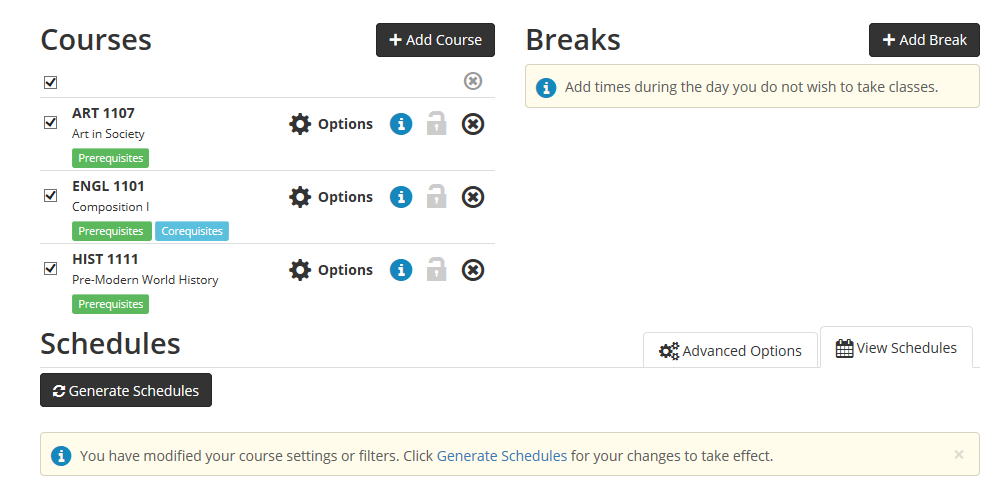 Courses
+ Add Course
ART 1107
Art in Society
Prerequisites
Options
ENGL 1101
Composition I
Prerequisites Corequisites
Options
HIST 1111
Pre-Modern World History
Prerequisites
Options
Breaks
+ Add Break
Add times during the day you do not wish to take classes.
Schedules
Advanced Options
View Schedules
Generate Schedules
You have modified your course settings or filters. Click Generate Schedules for your changes to take effect.